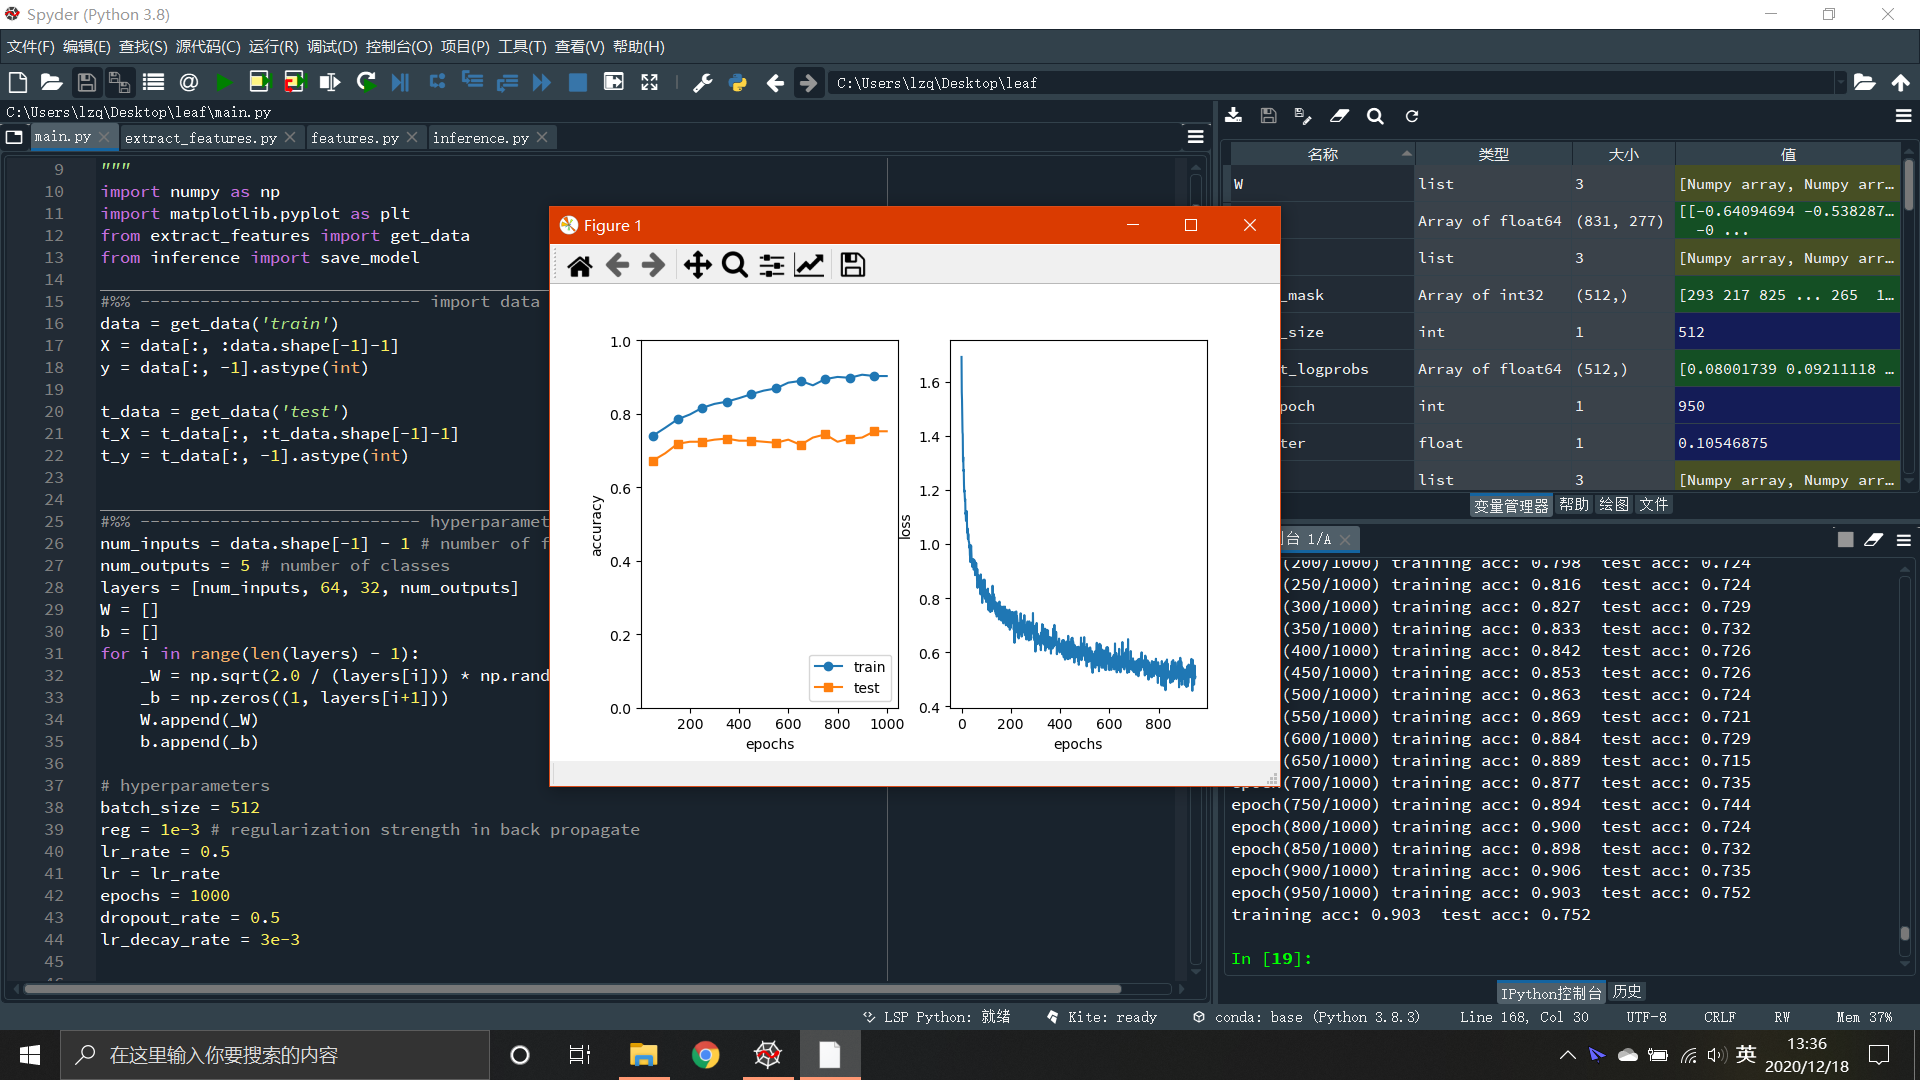 Spyder (Python 3.8)
文件(F) 编辑(E) 查找(S) 源代码(C) 运行(R) 调试(D) 控制台(O) 项目(P) 工具(T) 查看(V) 帮助(H)
C:\Users\lzq\Desktop\leaf
C:\Users\lzq\Desktop\leaf\main.py
main.py extract_features.py features.py inference.py
9 """
10 import numpy as np
11 import matplotlib.pyplot as plt
12 from extract_features import get_data
13 from inference import save_model
14
15 #%% ---------------------------- import data
16 data = get_data('train')
17 X = data[:, :data.shape[-1]-1]
18 y = data[:, -1].astype(int)
19
20 t_data = get_data('test')
21 t_X = t_data[:, :t_data.shape[-1]-1]
22 t_y = t_data[:, -1].astype(int)
23
24
25 #%% ---------------------------- hyperparamet
26 num_inputs = data.shape[-1] - 1 # number of f
27 num_outputs = 5 # number of classes
28 layers = [num_inputs, 64, 32, num_outputs]
29 W = []
30 b = []
31 for i in range(len(layers) - 1):
32 _W = np.sqrt(2.0 / (layers[i])) * np.rand
33 _b = np.zeros((1, layers[i+1]))
34 W.append(_W)
35 b.append(_b)
36
37 # hyperparameters
38 batch_size = 512
39 reg = 1e-3 # regularization strength in back propagate
40 lr_rate = 0.5
41 lr = lr_rate
42 epochs = 1000
43 dropout_rate = 0.5
44 lr_decay_rate = 3e-3
45
Figure 1
1.0
0.8
0.6
0.4
0.2
0.0
accuracy
train
test
200 400 600 800 1000
epochs
1.6
1.4
1.2
1.0
0.8
0.6
0.4
loss
0 200 400 600 800
epochs
名称 类型 大小 值
W list 3 [Numpy array, Numpy arr…
Array of float64 (831, 277) [[-0.64094694 -0.538287…
-0 ...
list 3 [Numpy array, Numpy arr…
_mask Array of int32 (512,) [293 217 825 ... 265 1…
_size int 1 512
t_logprobs Array of float64 (512,) [0.08001739 0.09211118 …
poch int 1 950
ter float 1 0.10546875
list 3 [Numpy array, Numpy arr…
变量管理器 帮助 绘图 文件
台 1/A
(200/1000) training acc: 0.798 test acc: 0.724
(250/1000) training acc: 0.816 test acc: 0.724
(300/1000) training acc: 0.827 test acc: 0.729
(350/1000) training acc: 0.833 test acc: 0.732
(400/1000) training acc: 0.842 test acc: 0.726
(450/1000) training acc: 0.853 test acc: 0.726
(500/1000) training acc: 0.863 test acc: 0.724
(550/1000) training acc: 0.869 test acc: 0.721
(600/1000) training acc: 0.884 test acc: 0.729
(650/1000) training acc: 0.889 test acc: 0.715
epoch(700/1000) training acc: 0.877 test acc: 0.735
epoch(750/1000) training acc: 0.894 test acc: 0.744
epoch(800/1000) training acc: 0.900 test acc: 0.724
epoch(850/1000) training acc: 0.898 test acc: 0.732
epoch(900/1000) training acc: 0.906 test acc: 0.735
epoch(950/1000) training acc: 0.903 test acc: 0.752
training acc: 0.903 test acc: 0.752
In [19]:
IPython控制台 历史
LSP Python: 就绪 Kite: ready conda: base (Python 3.8.3) Line 168, Col 30 UTF-8 CRLF RW Mem 37%
在这里输入你要搜索的内容
英
13:36
2020/12/18